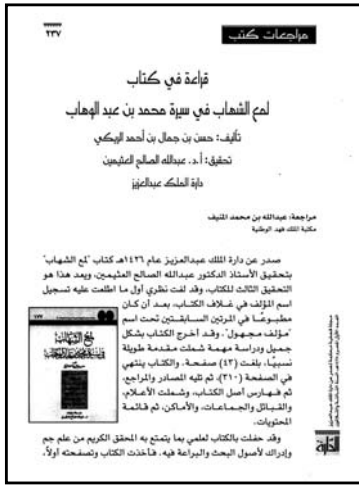 مراجعات كتب
٢٣٧
قراءة في كتاب
لمع الشهاب في سيرة محمد بن عبد الوهاب
تأليف: حسن بن جمال بن أحمد الريكي
تحقيق: أ.د. عبدالله الصالح العثيمين
دارة الملك عبدالعزيز
مراجعة: عبدالله بن محمد المنيف
مكتبة الملك فهد الوطنية
صدر عن دارة الملك عبدالعزيز عام ١٤٢٦هـ كتاب "لمع الشهاب"
بتحقيق الأستاذ الدكتور عبدالله الصالح العثيمين، ويعد هذا هو
التحقيق الثالث للكتاب، وقد لفت نظري أول ما اطلعت عليه تسجيل
اسم المؤلف في غلاف الكتاب، بعد أن كان
مطبوعًا في المرتين السابقتين تحت اسم
"مؤلف مجهول". وقد أخرج الكتاب بشكل
جميل ودراسة مهمة شملت مقدمة طويلة
نسبيًا، بلغت (٤٣) صفحة. والكتاب ينتهي
في الصفحة (٣١٠)، ثم تليه المصادر والمراجع،
ثم فهارس أصل الكتاب، وشملت الأعلام،
والقبائل والجماعات، والأماكن، ثم قائمة
المحتويات.
وقد حفلت بالكتاب لعلمي بما يتمتع به المحقق الكريم من علم جم
وإدراك لأصول البحث والبراعة فيه. فأخذت الكتاب وتصفحته أولاً،